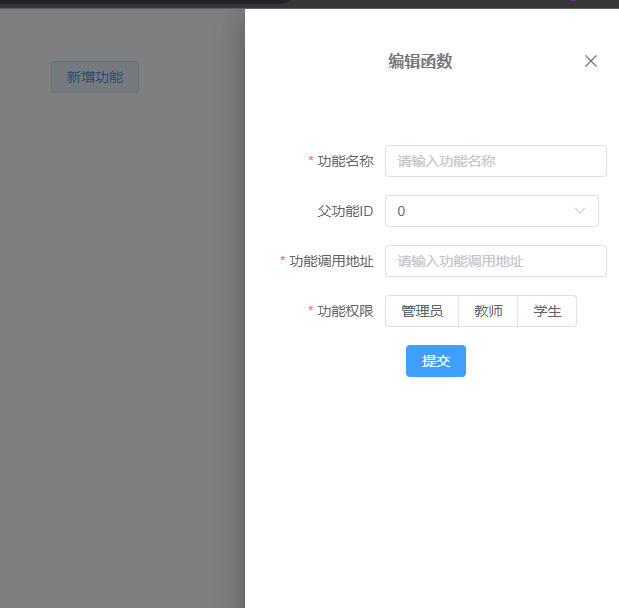 新增功能
编辑函数
* 功能名称 请输入功能名称
父功能ID 0
* 功能调用地址 请输入功能调用地址
* 功能权限 管理员 教师 学生
提交